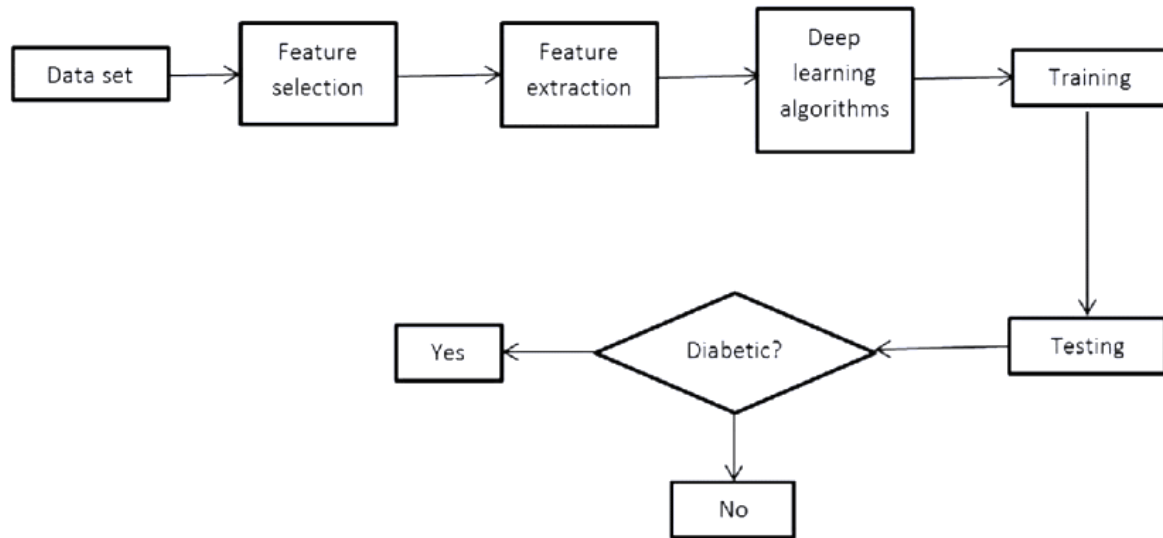 Data set
Feature
selection
Feature
extraction
Deep
learning
algorithms
Training
Testing
Diabetic?
Yes
No